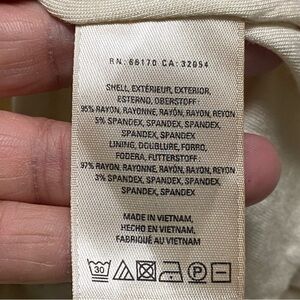 RN: 66170 CA: 32054
SHELL, EXTÉRIEUR, EXTERIOR,
ESTERNO, OBERSTOFF:
95% RAYON, RAYONNE, RAYÓN, RAYON, REYON
5% SPANDEX, SPANDEX, SPANDEX,
SPANDEX, SPANDEX
LINING, DOUBLURE, FORRO,
FODERA, FUTTERSTOFF:
97% RAYON, RAYONNE, RAYÓN, RAYON, REYON
3% SPANDEX, SPANDEX, SPANDEX,
SPANDEX, SPANDEX
MADE IN VIETNAM,
HECHO EN VIETNAM,
FABRIQUÉ AU VIETNAM
30 P